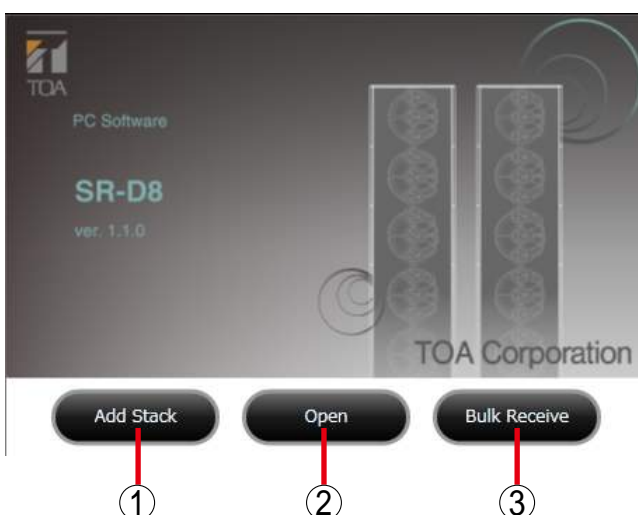 TOA
PC Software
SR-D8
ver. 1.1.0
TOA Corporation
Add Stack
Open
Bulk Receive
1
2
3